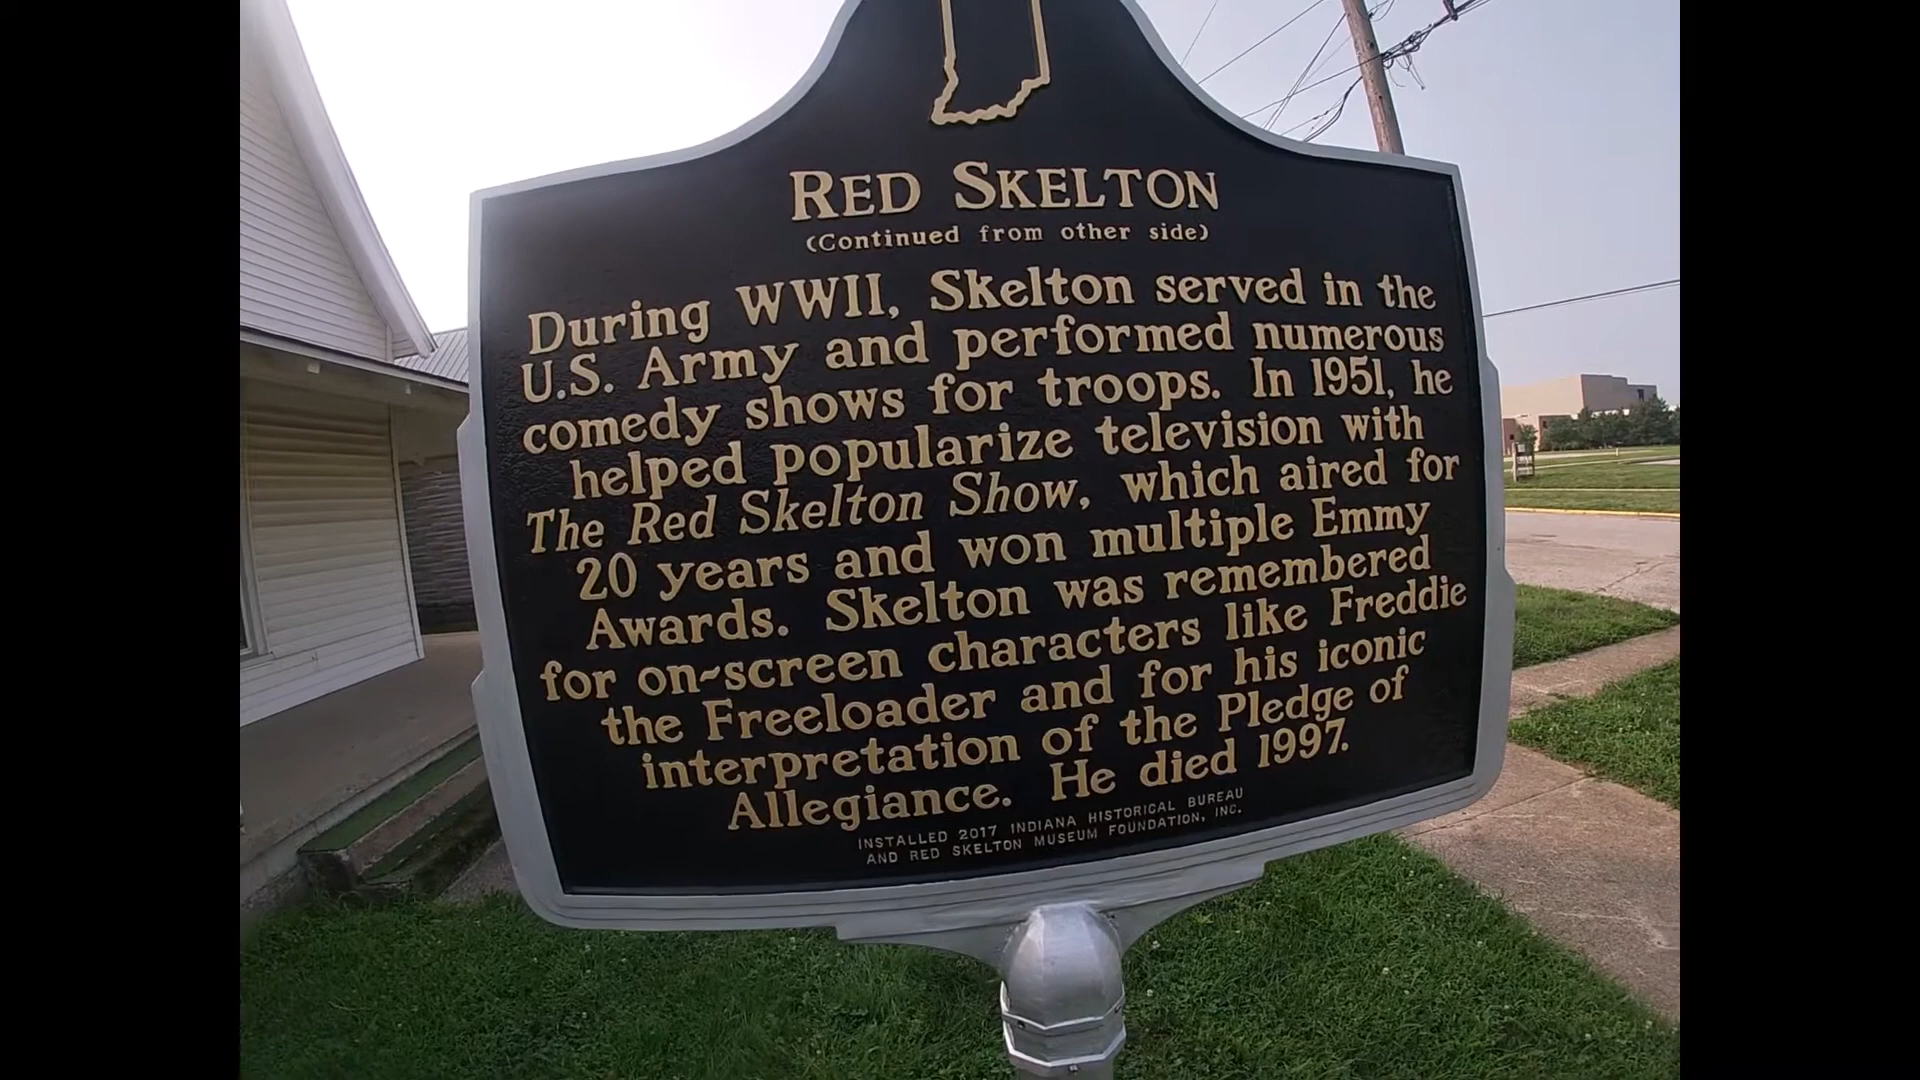 RED SKELTON
(Continued from other side)
During WWII, Skelton served in the
U.S. Army and performed numerous
comedy shows for troops. In 1951, he
helped popularize television with
The Red Skelton Show, which aired for
20 years and won multiple Emmy
Awards. Skelton was remembered
for on-screen characters like Freddie
the Freeloader and for his iconic
interpretation of the Pledge of
Allegiance. He died 1997.
INSTALLED 2017 INDIANA HISTORICAL BUREAU
AND RED SKELTON MUSEUM FOUNDATION, INC.